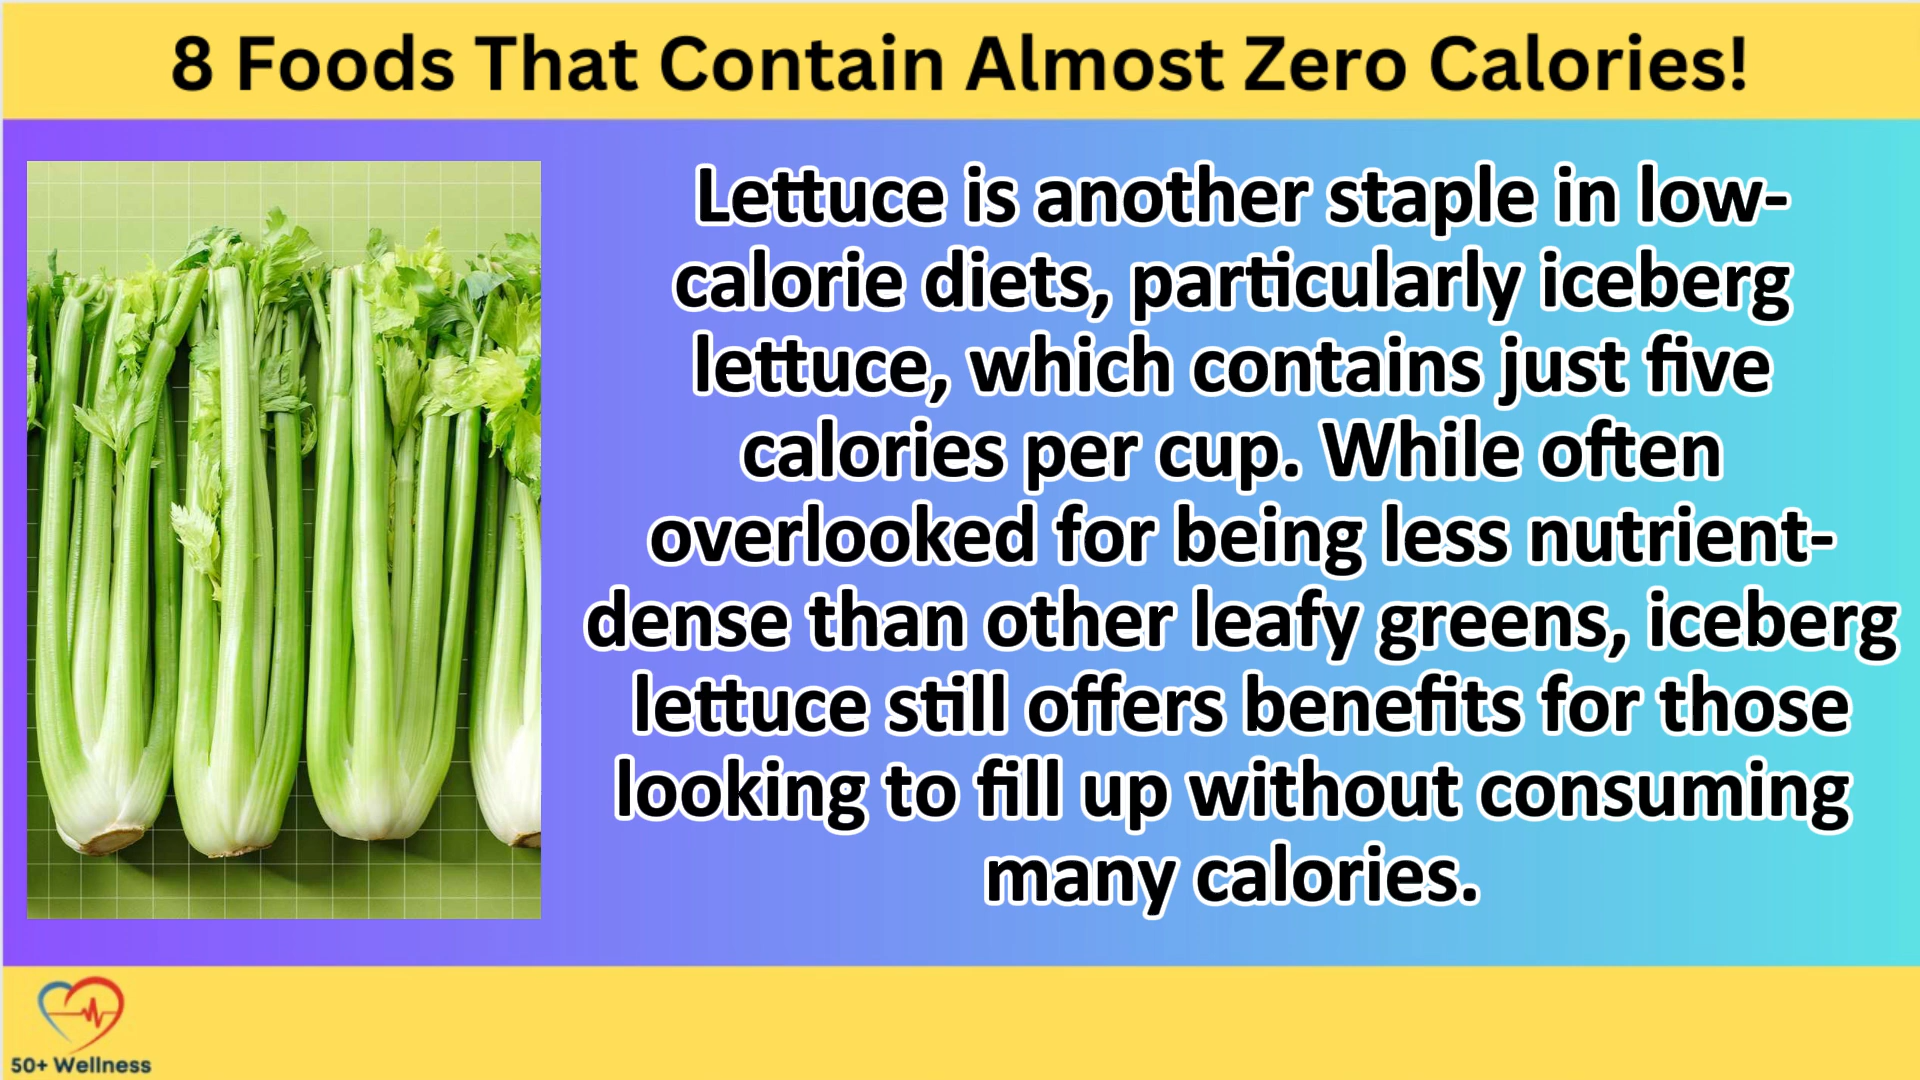 8 Foods That Contain Almost Zero Calories!
Lettuce is another staple in low-
calorie diets, particularly iceberg
lettuce, which contains just five
calories per cup. While often
overlooked for being less nutrient-
dense than other leafy greens, iceberg
lettuce still offers benefits for those
looking to fill up without consuming
many calories.
50+ Wellness